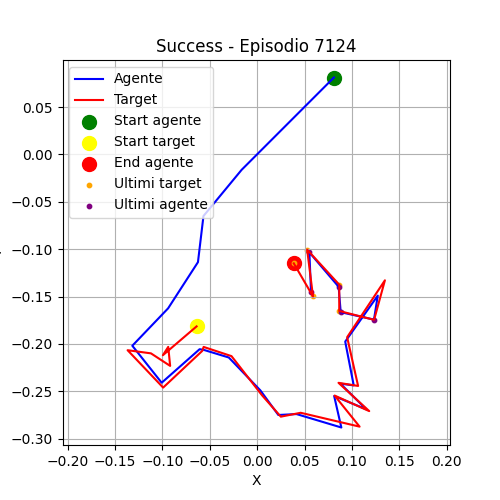 Success - Episodio 7124
Agente
Target
Start agente
Start target
End agente
Ultimi target
Ultimi agente
0.05
0.00
−0.05
−0.10
−0.15
−0.20
−0.25
−0.30
−0.20 −0.15 −0.10 −0.05 0.00 0.05 0.10 0.15 0.20
X